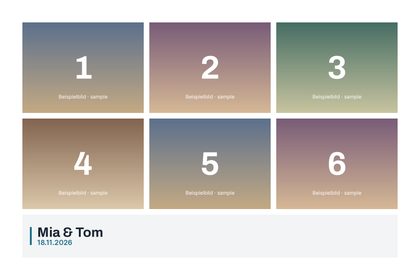 1
2
3
Beispielbild - sample
Beispielbild - sample
Beispielbild - sample
4
5
6
Beispielbild - sample
Beispielbild - sample
Beispielbild - sample
Mia & Tom
18.11.2026